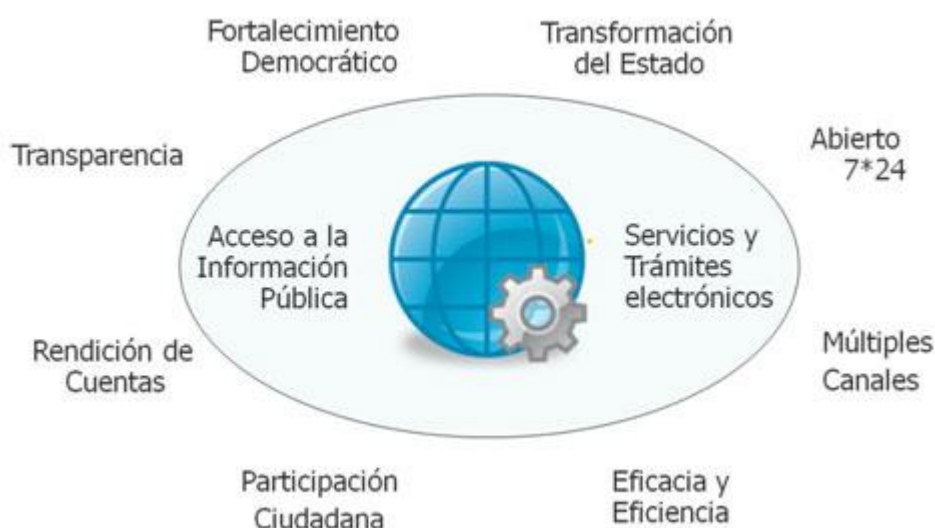 Fortalecimiento
Democrático
Transformación
del Estado
Transparencia
Abierto
7*24
Acceso a la
Información
Pública
Servicios y
Trámites
electrónicos
Rendición de
Cuentas
Múltiples
Canales
Participación
Ciudadana
Eficacia y
Eficiencia